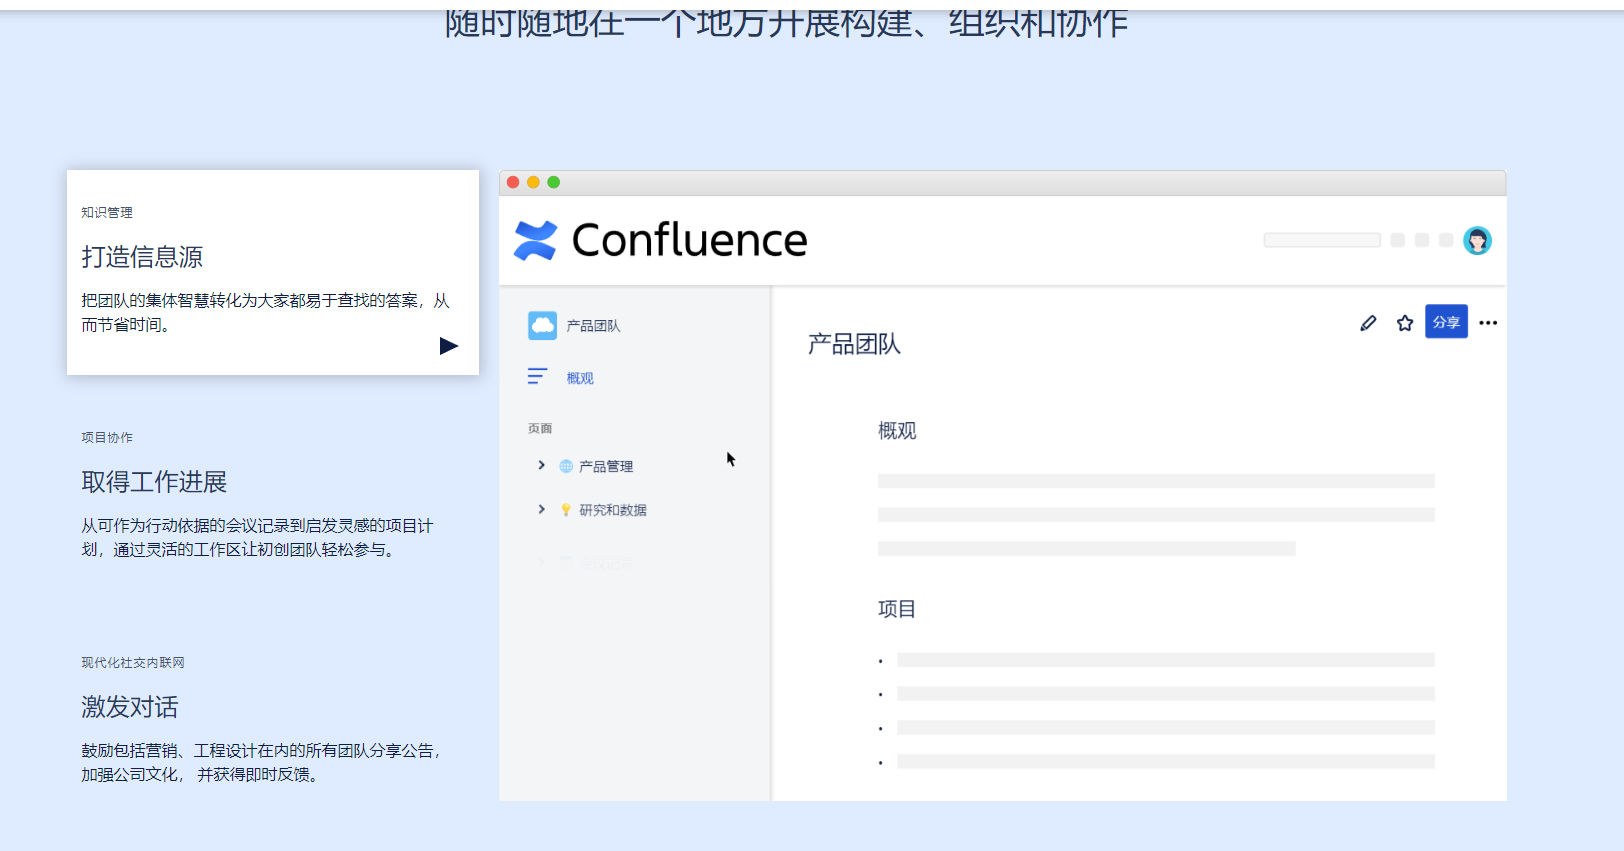 随时随地在一个地方开展构建、组织和协作
知识管理
打造信息源
把团队的集体智慧转化为大家都易于查找的答案，从
而节省时间。
项目协作
取得工作进展
从可作为行动依据的会议记录到启发灵感的项目计
划，通过灵活的工作区让初创团队轻松参与。
现代化社交内联网
激发对话
鼓励包括营销、工程设计在内的所有团队分享公告，
加强公司文化， 并获得即时反馈。
Confluence
产品团队
概观
页面
产品管理
研究和数据
分享
产品团队
概观
项目